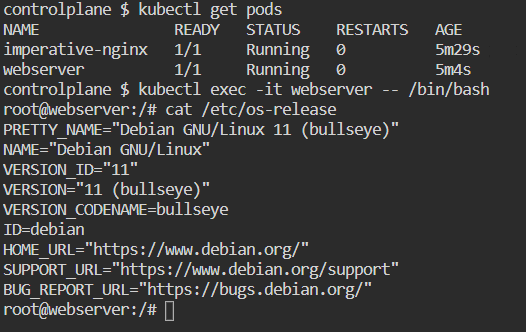 controlplane $ kubectl get pods
NAME               READY   STATUS    RESTARTS   AGE
imperative-nginx   1/1     Running   0          5m29s
webserver          1/1     Running   0          5m4s
controlplane $ kubectl exec -it webserver -- /bin/bash
root@webserver:/# cat /etc/os-release
PRETTY_NAME="Debian GNU/Linux 11 (bullseye)"
NAME="Debian GNU/Linux"
VERSION_ID="11"
VERSION="11 (bullseye)"
VERSION_CODENAME=bullseye
ID=debian
HOME_URL="https://www.debian.org/"
SUPPORT_URL="https://www.debian.org/support"
BUG_REPORT_URL="https://bugs.debian.org/"
root@webserver:/#